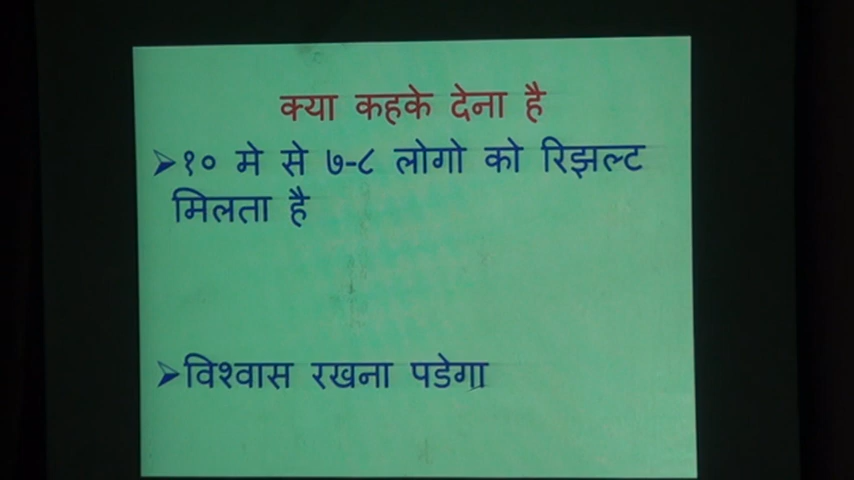 क्या कहके देना है
➢१० मे से ७-८ लोगो को रिझल्ट
मिलता है
➢विश्वास रखना पडेगा